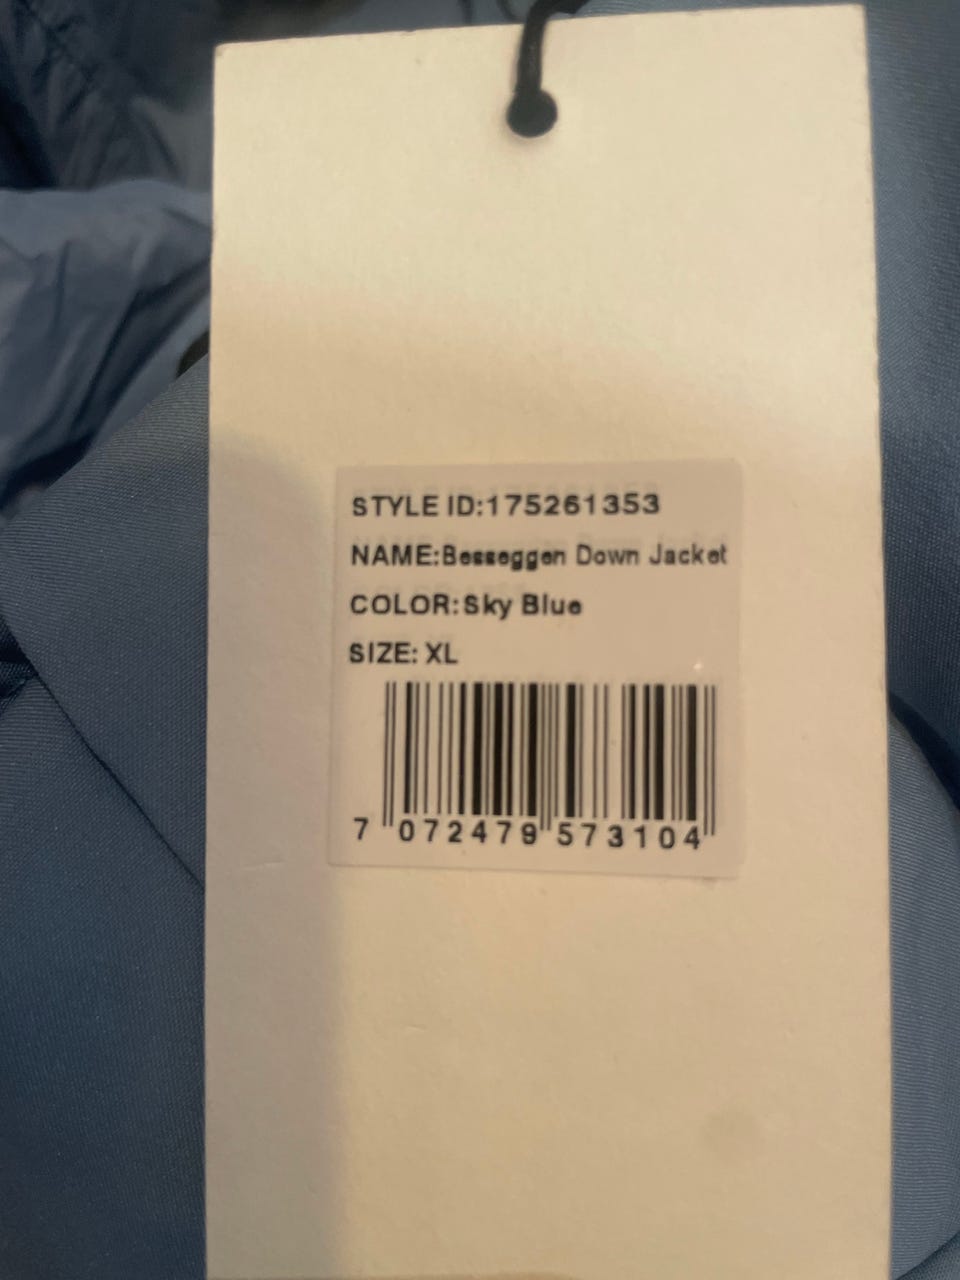 STYLE ID:175261353
NAME:Besseggen Down Jacket
COLOR:Sky Blue
SIZE: XL
7 072479 573104